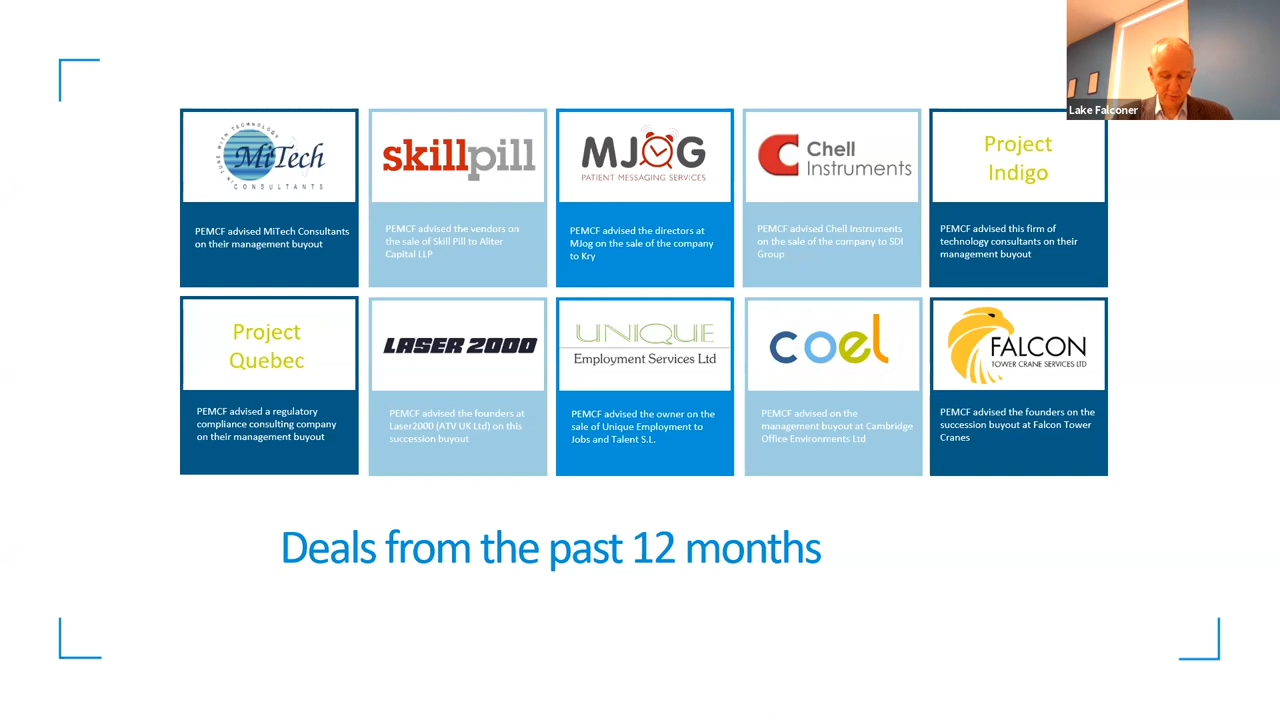 Lake Falconer
IN TUNE WITH TECHNOLOGY
MiTech
CONSULTANTS
PEMCF advised MiTech Consultants
on their management buyout
skillpill
PEMCF advised the vendors on
the sale of Skill Pill to Aliter
Capital LLP
MJOG
PATIENT MESSAGING SERVICES
PEMCF advised the directors at
MJog on the sale of the company
to Kry
C Chell
Instruments
PEMCF advised Chell Instruments
on the sale of the company to SDI
Group
Project
Indigo
PEMCF advised this firm of
technology consultants on their
management buyout
Project
Quebec
PEMCF advised a regulatory
compliance consulting company
on their management buyout
LASER 2000
PEMCF advised the founders at
Laser2000 (ATV UK Ltd) on this
succession buyout
UNIQUE
Employment Services Ltd
PEMCF advised the owner on the
sale of Unique Employment to
Jobs and Talent S.L.
coel
PEMCF advised on the
management buyout at Cambridge
Office Environments Ltd
FALCON
TOWER CRANE SERVICES LTD
PEMCF advised the founders on the
succession buyout at Falcon Tower
Cranes
Deals from the past 12 months